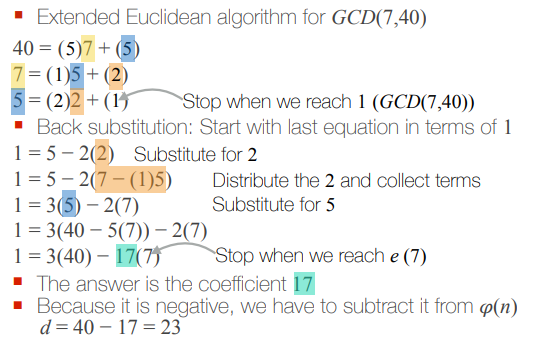 ▪ Extended Euclidean algorithm for GCD(7,40)
40 = (5)7 + (5)
7 = (1)5 + (2)
5 = (2)2 + (1) Stop when we reach 1 (GCD(7,40))
▪ Back substitution: Start with last equation in terms of 1
1 = 5 – 2(2) Substitute for 2
1 = 5 – 2(7 – (1)5) Distribute the 2 and collect terms
1 = 3(5) – 2(7) Substitute for 5
1 = 3(40 – 5(7)) – 2(7)
1 = 3(40) – 17(7) Stop when we reach e (7)
▪ The answer is the coefficient 17
▪ Because it is negative, we have to subtract it from φ(n)
d = 40 – 17 = 23